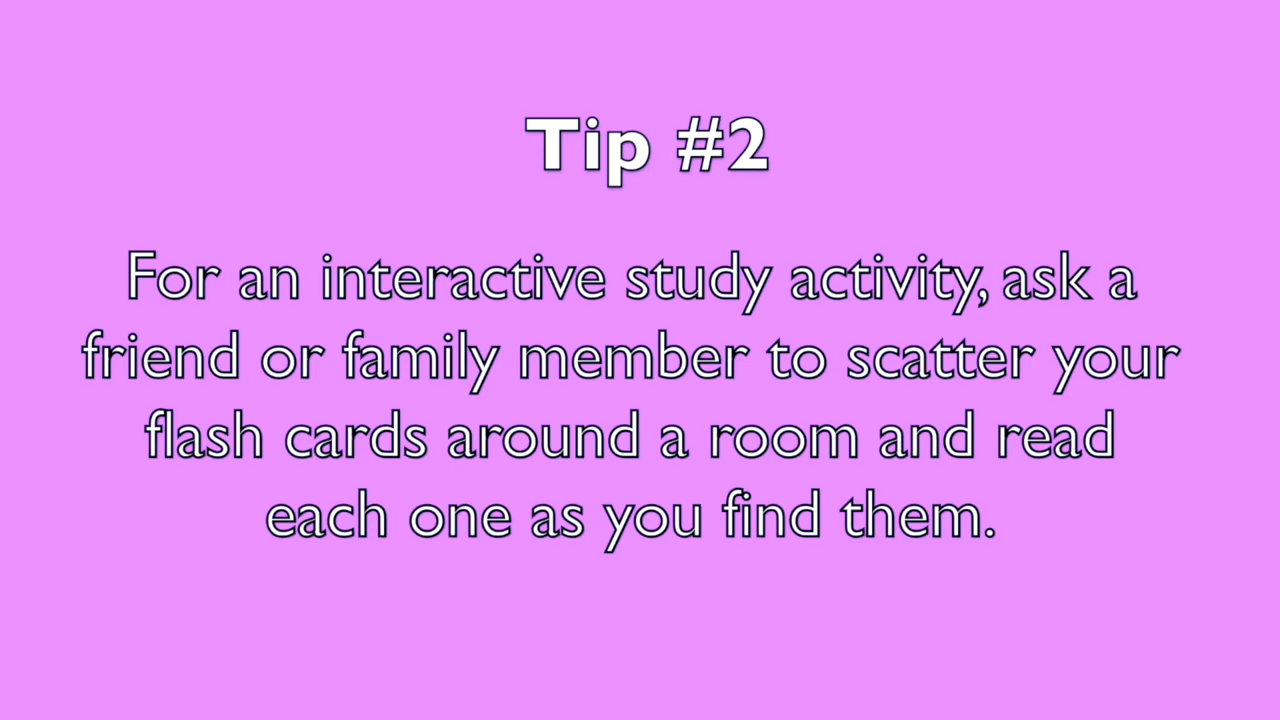 Tip #2
For an interactive study activity, ask a
friend or family member to scatter your
flash cards around a room and read
each one as you find them.